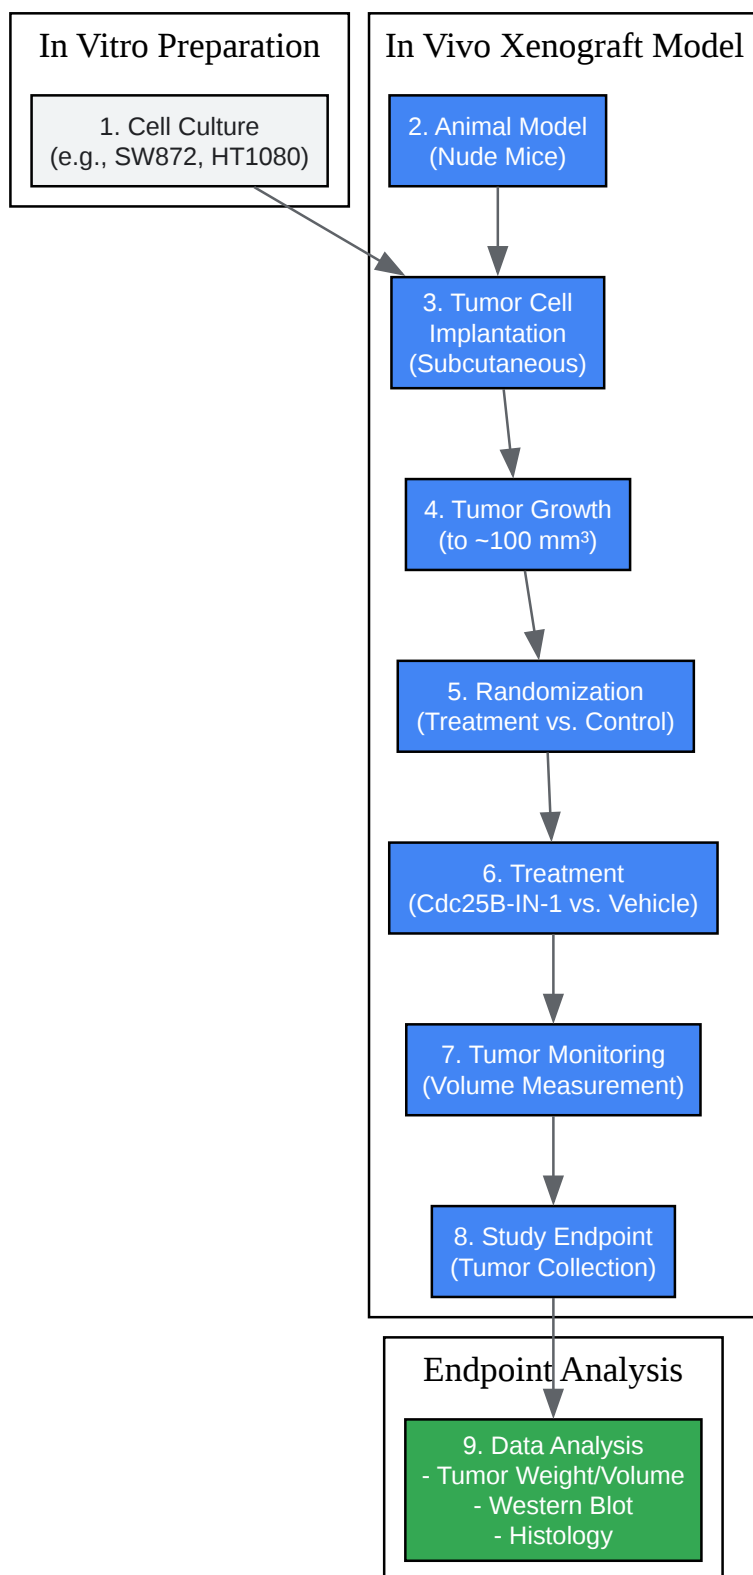 In Vitro Preparation
1. Cell Culture
(e.g., SW872, HT1080)
In Vivo Xenograft Model
2. Animal Model
(Nude Mice)
3. Tumor Cell
Implantation
(Subcutaneous)
4. Tumor Growth
(to ~100 mm³)
5. Randomization
(Treatment vs. Control)
6. Treatment
(Cdc25B-IN-1 vs. Vehicle)
7. Tumor Monitoring
(Volume Measurement)
8. Study Endpoint
(Tumor Collection)
Endpoint Analysis
9. Data Analysis
- Tumor Weight/Volume
- Western Blot
- Histology